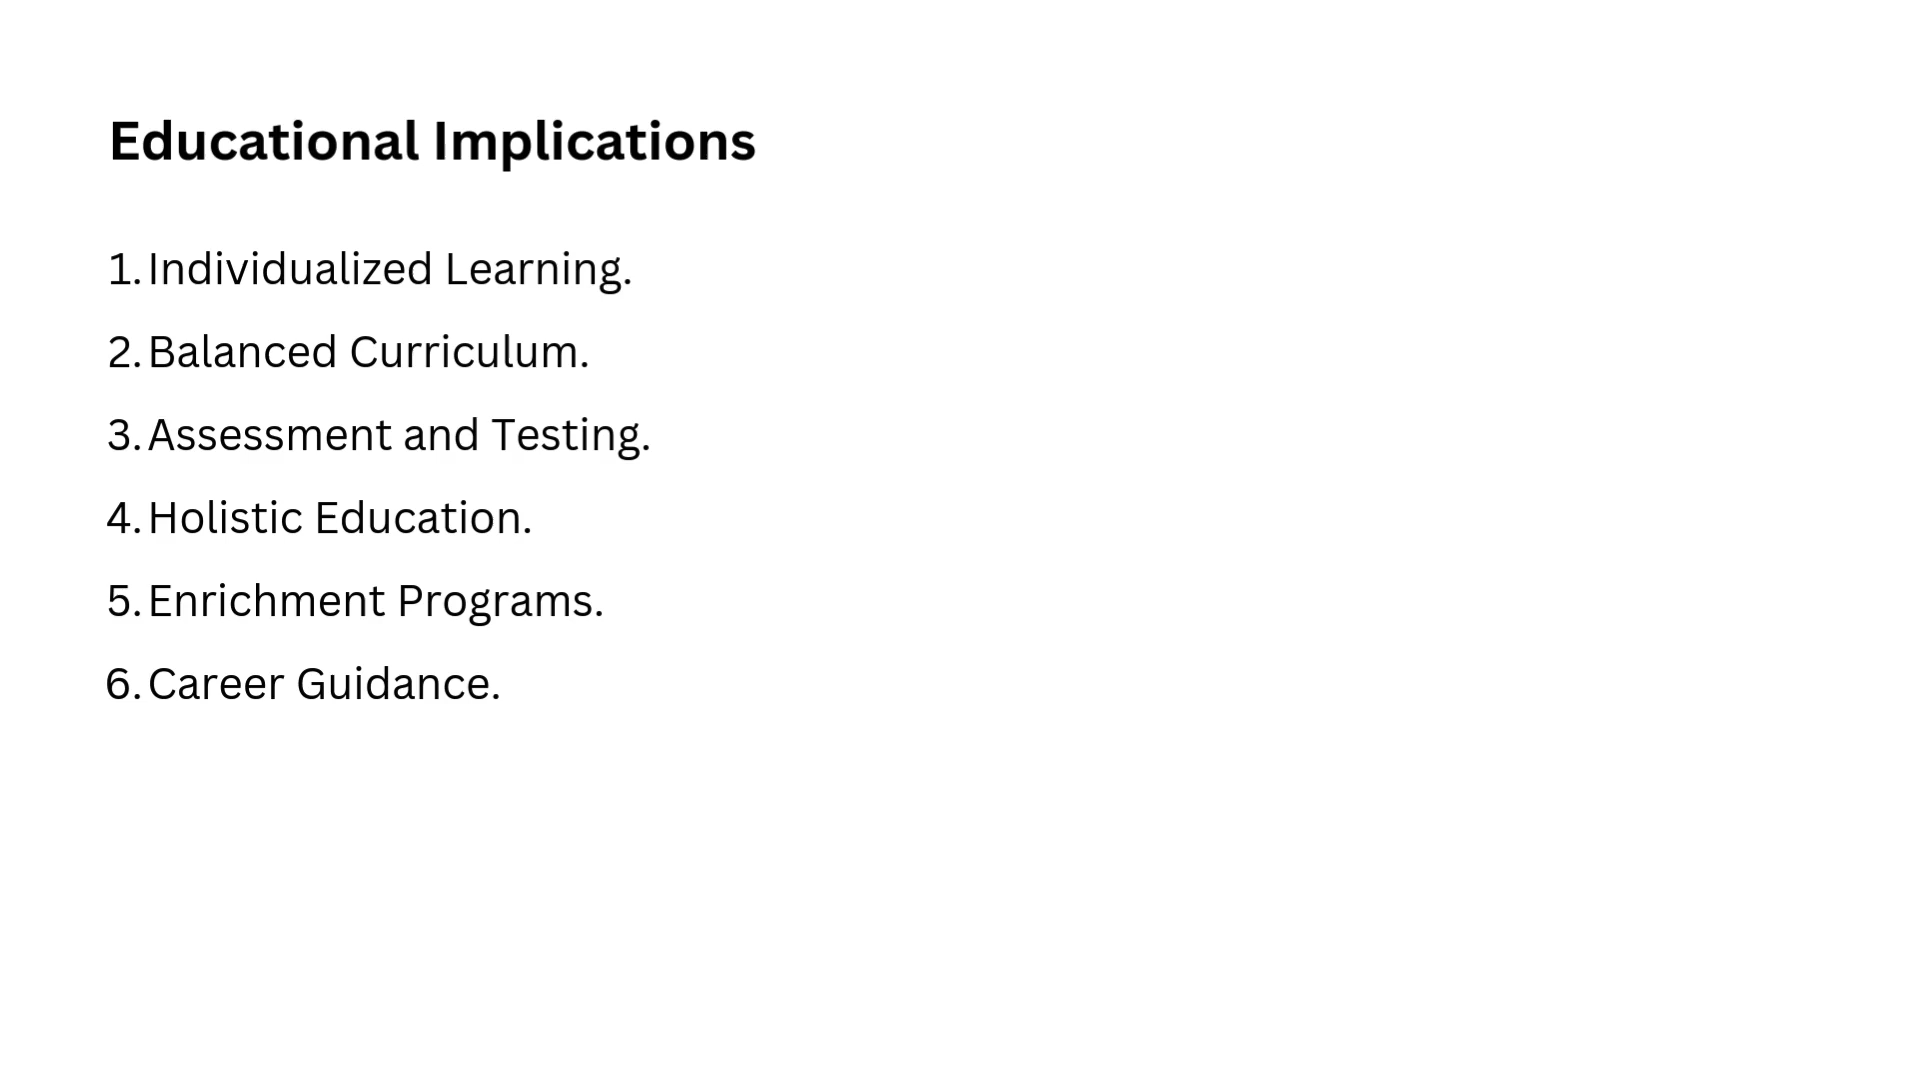 Educational Implications
1. Individualized Learning.
2. Balanced Curriculum.
3. Assessment and Testing.
4. Holistic Education.
5. Enrichment Programs.
6. Career Guidance.